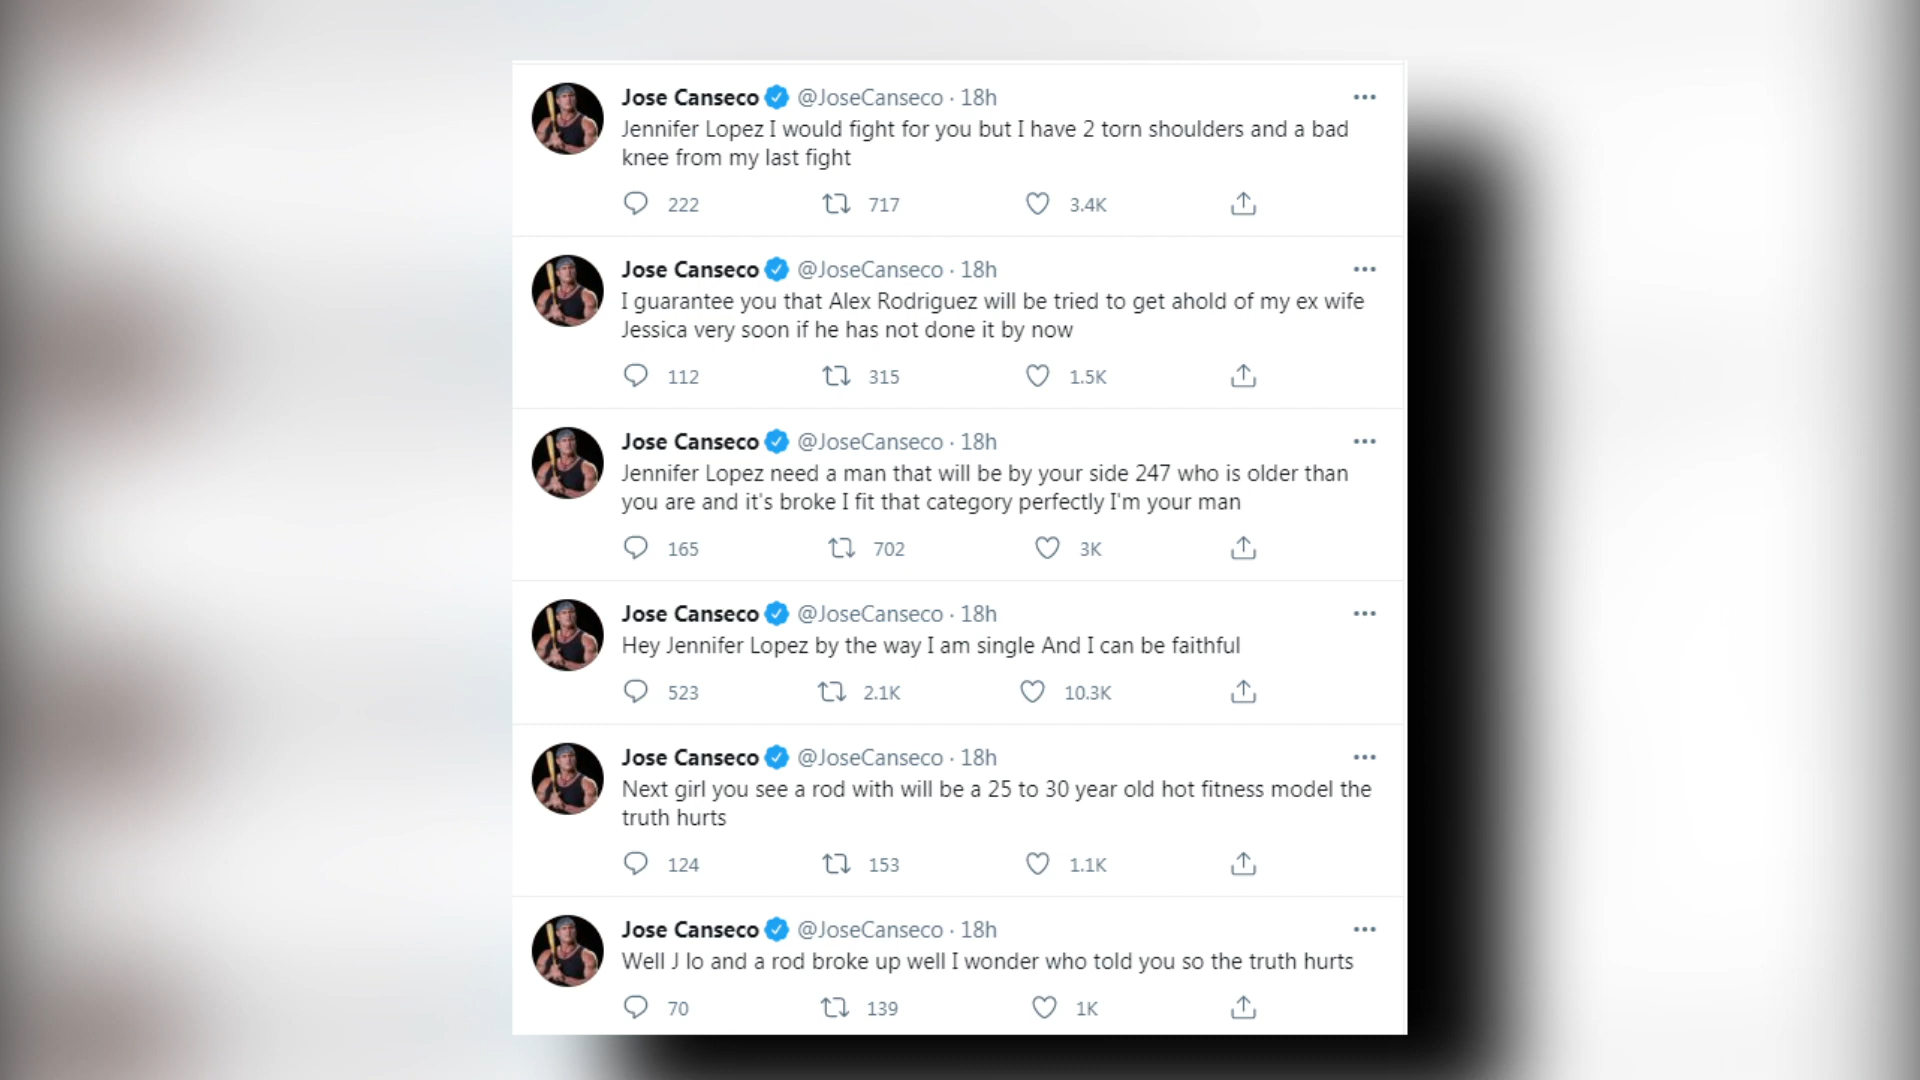 Jose Canseco @JoseCanseco · 18h
Jennifer Lopez I would fight for you but I have 2 torn shoulders and a bad
knee from my last fight
222 717 3.4K
Jose Canseco @JoseCanseco · 18h
I guarantee you that Alex Rodriguez will be tried to get ahold of my ex wife
Jessica very soon if he has not done it by now
112 315 1.5K
Jose Canseco @JoseCanseco · 18h
Jennifer Lopez need a man that will be by your side 247 who is older than
you are and it's broke I fit that category perfectly I'm your man
165 702 3K
Jose Canseco @JoseCanseco · 18h
Hey Jennifer Lopez by the way I am single And I can be faithful
523 2.1K 10.3K
Jose Canseco @JoseCanseco · 18h
Next girl you see a rod with will be a 25 to 30 year old hot fitness model the
truth hurts
124 153 1.1K
Jose Canseco @JoseCanseco · 18h
Well J lo and a rod broke up well I wonder who told you so the truth hurts
70 139 1K